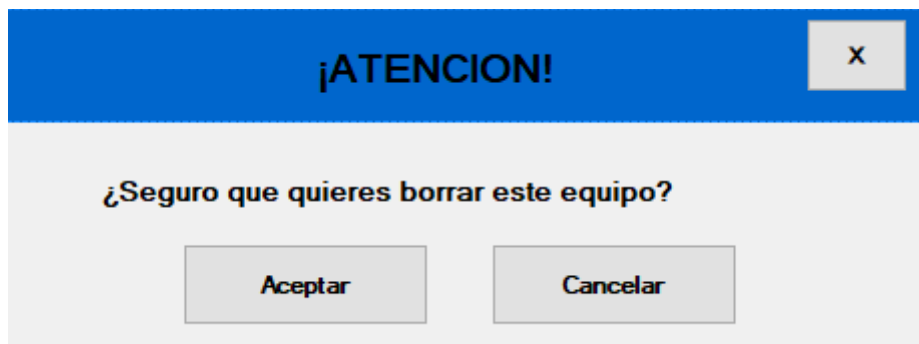 ¡ATENCION!
X
¿Seguro que quieres borrar este equipo?
Aceptar
Cancelar